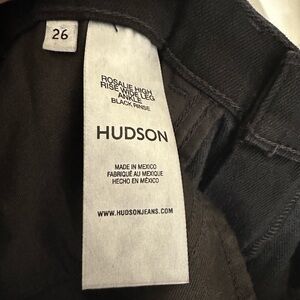 26
ROSALIE HIGH
RISE WIDE LEG
ANKLE
BLACK RINSE
HUDSON
MADE IN MEXICO
FABRIQUÉ AU MEXIQUE
HECHO EN MÉXICO
WWW.HUDSONJEANS.COM